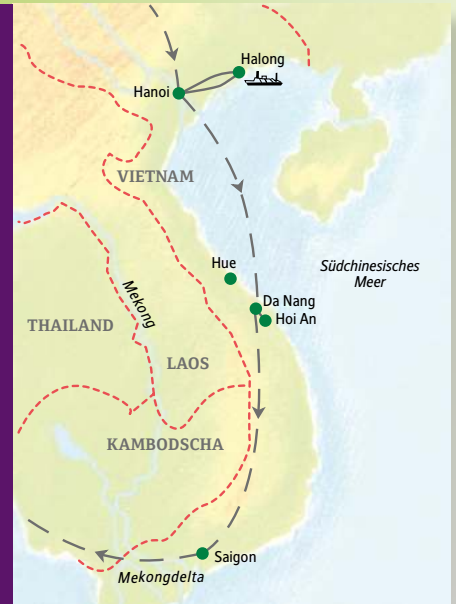 Halong
Hanoi
VIETNAM
Hue
Südchinesisches
Meer
Mekong
Da Nang
Hoi An
THAILAND
LAOS
KAMBODSCHA
Saigon
Mekongdelta